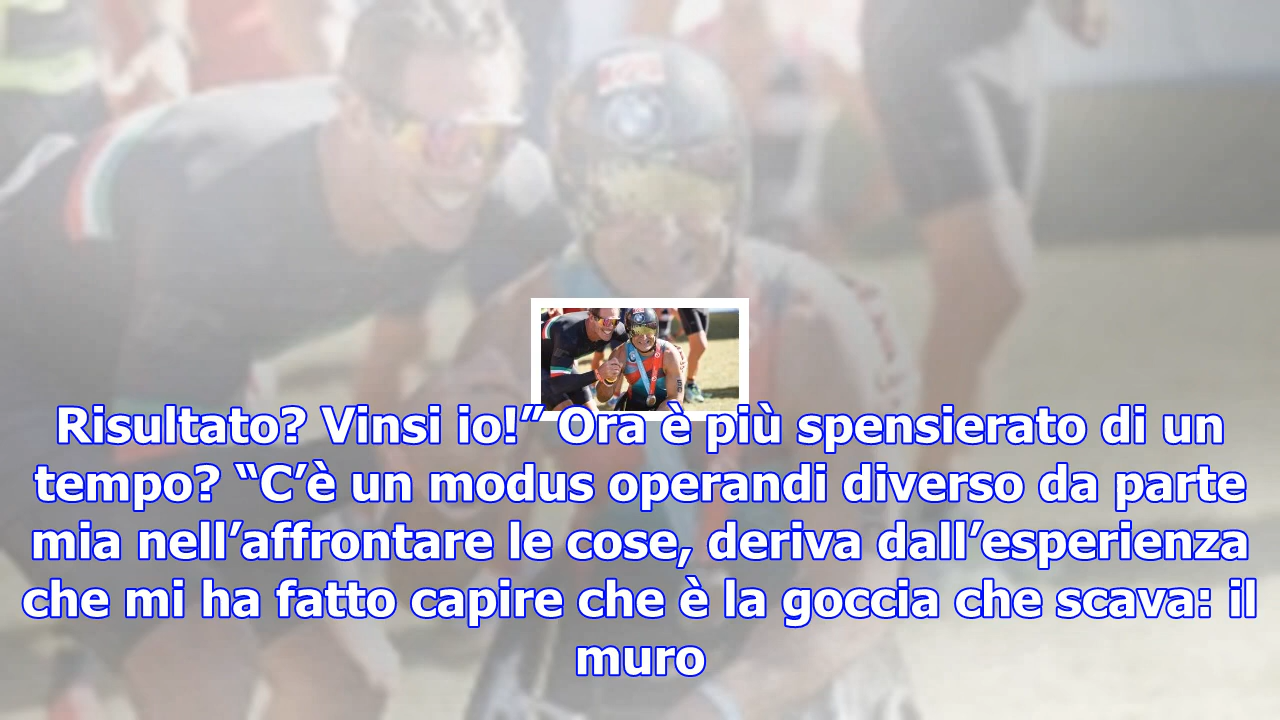 Risultato? Vinsi io!” Ora è più spensierato di un
tempo? “C’è un modus operandi diverso da parte
mia nell’affrontare le cose, deriva dall’esperienza
che mi ha fatto capire che è la goccia che scava: il
muro